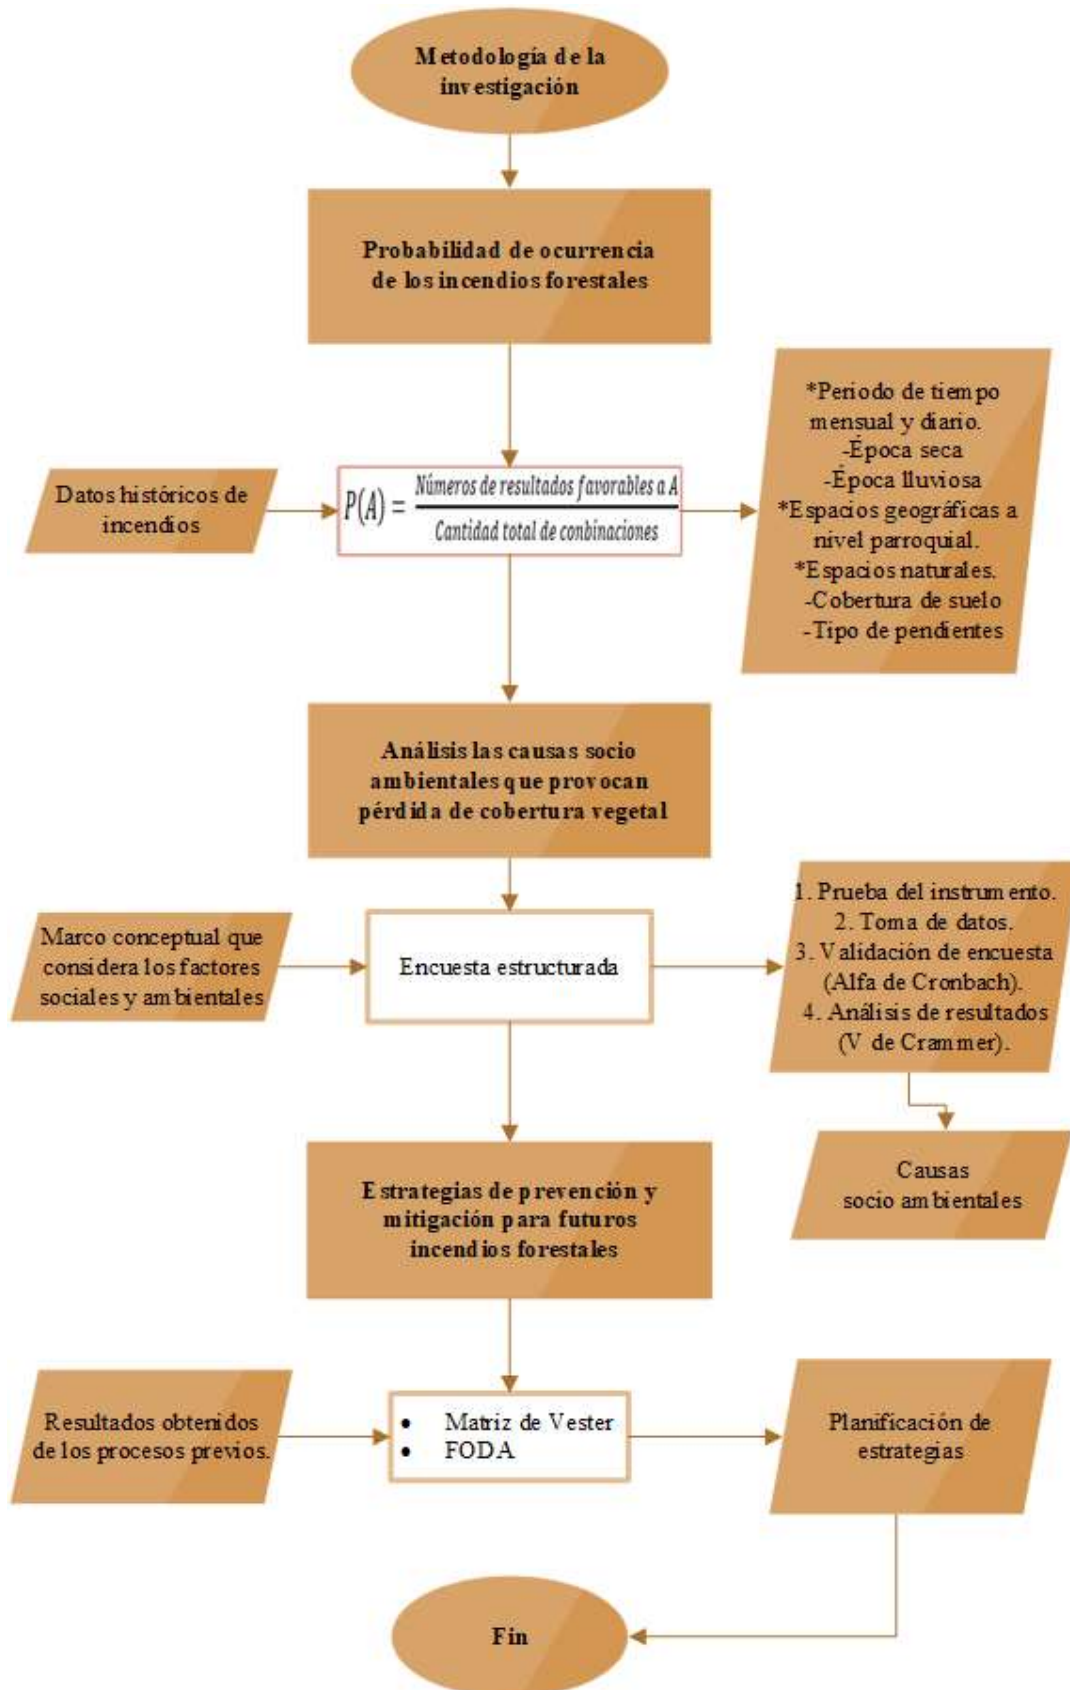 Metodología de la
investigación
Probabilidad de ocurrencia
de los incendios forestales
Datos históricos de
incendios
P(A) = Números de resultados favorables a A
Cantidad total de conbinaciones
*Periodo de tiempo
mensual y diario.
-Época seca
-Época lluviosa
*Espacios geográficas a
nivel parroquial.
*Espacios naturales.
-Cobertura de suelo
-Tipo de pendientes
Análisis las causas socio
ambientales que provocan
pérdida de cobertura vegetal
Marco conceptual que
considera los factores
sociales y ambientales
Encuesta estructurada
1. Prueba del instrumento.
2. Toma de datos.
3. Validación de encuesta
(Alfa de Cronbach).
4. Análisis de resultados
(V de Crammer).
Causas
socio ambientales
Estrategias de prevención y
mitigación para futuros
incendios forestales
Resultados obtenidos
de los procesos previos.
• Matriz de Vester
• FODA
Planificación de
estrategias
Fin